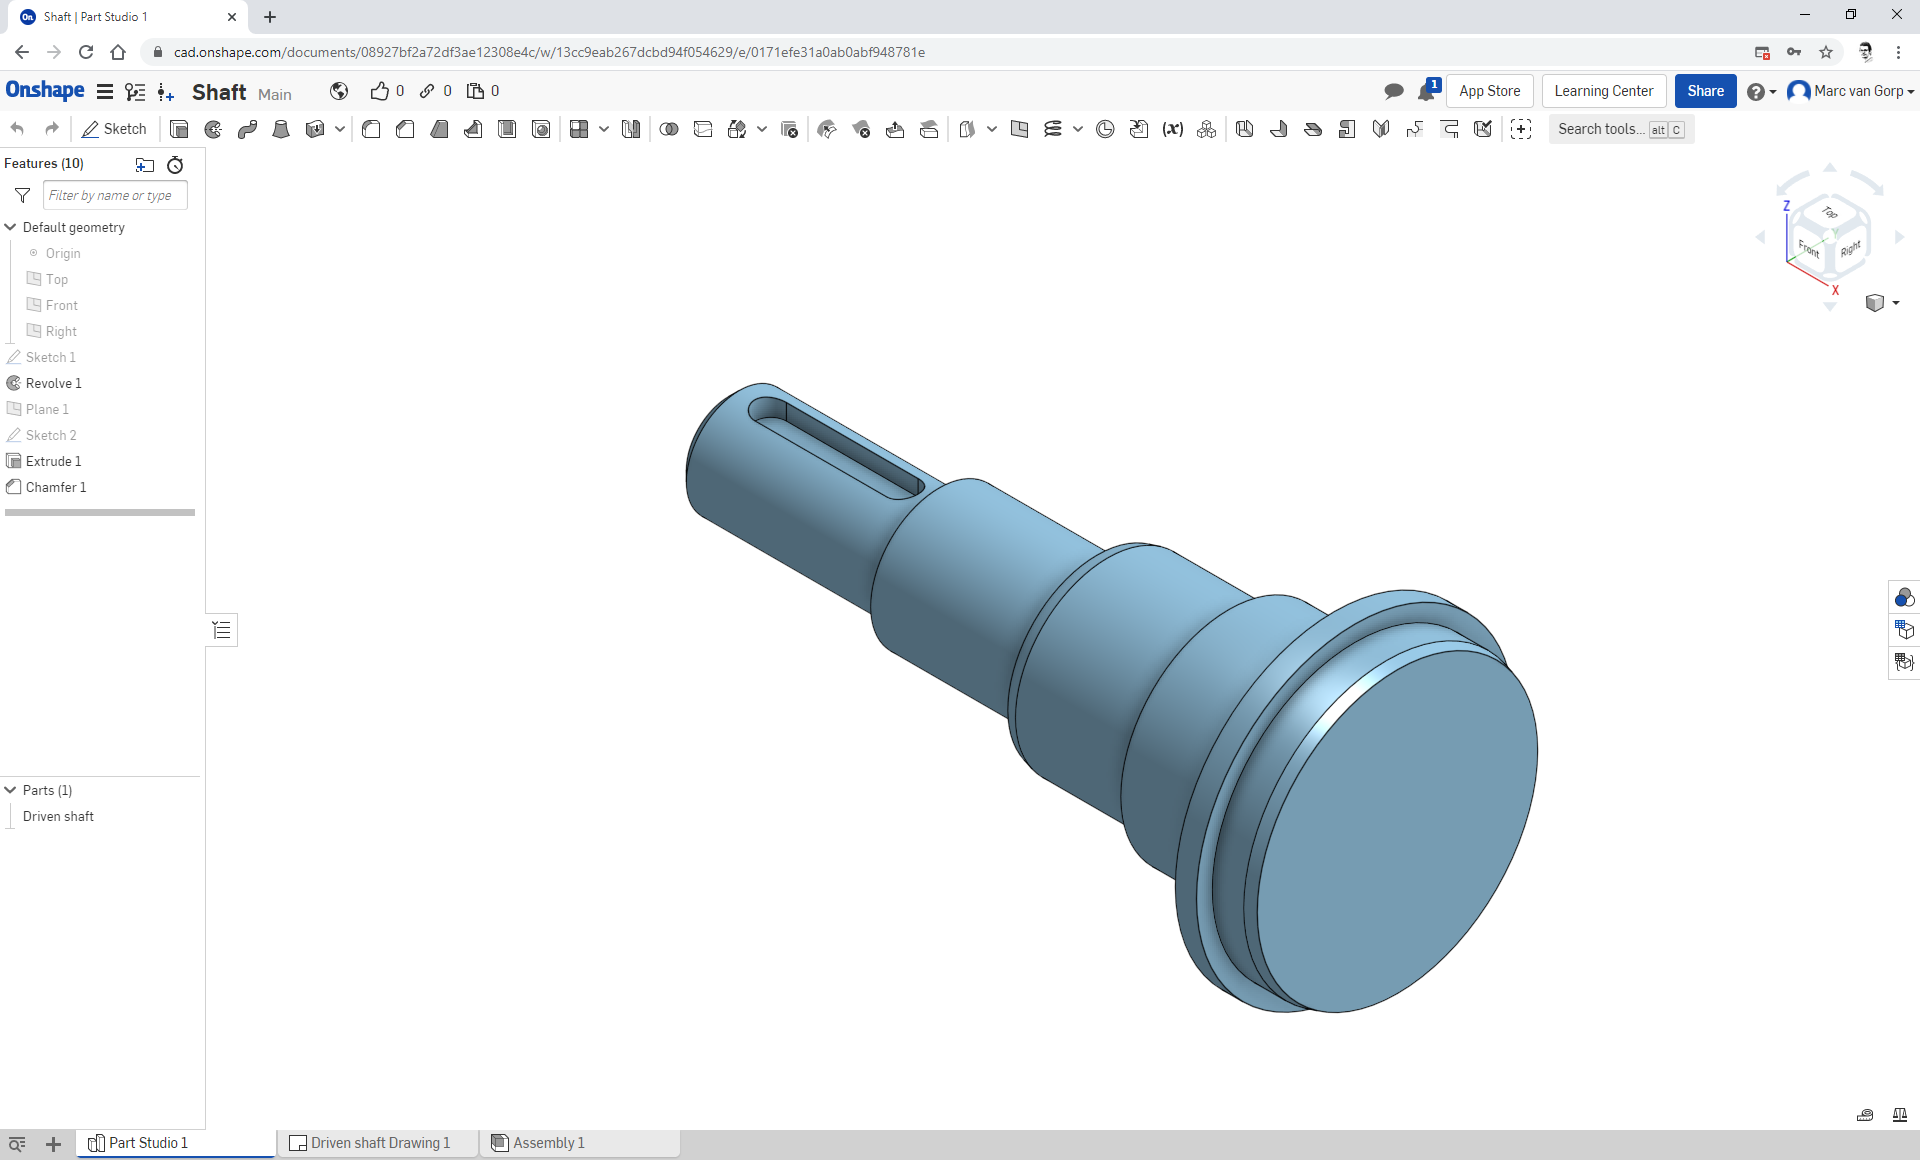 On Shaft | Part Studio 1
cad.onshape.com/documents/08927bf2a72df3ae12308e4c/w/13cc9eab267dcbd94f054629/e/0171efe31a0ab0abf948781e
Onshape Shaft Main 0 0 0 1 App Store Learning Center Share ? Marc van Gorp
Sketch (x) Search tools... alt C
Features (10)
Filter by name or type
Default geometry
Origin
Top
Front
Right
Sketch 1
Revolve 1
Plane 1
Sketch 2
Extrude 1
Chamfer 1
Z
Top
Y
Front Right
X
Parts (1)
Driven shaft
Part Studio 1 Driven shaft Drawing 1 Assembly 1